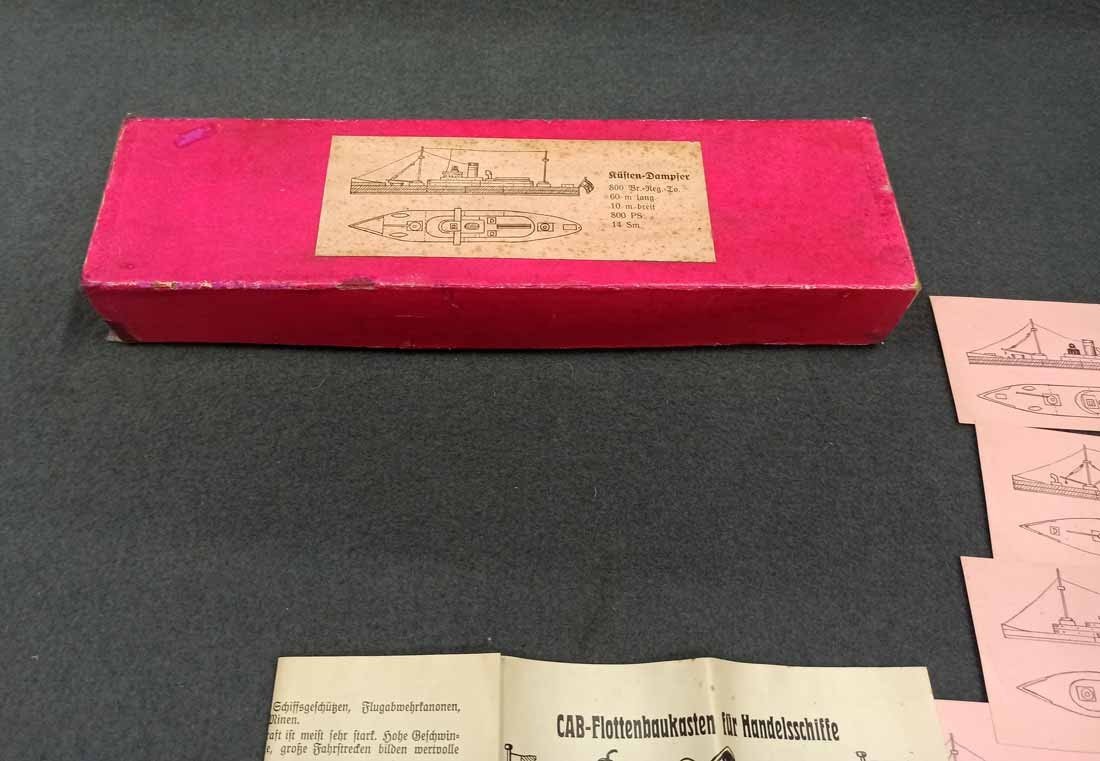 Küsten-Dampfer
800 Br.-Reg.-To.
60 m lang
10 m breit
800 PS.
14 Sm.
Schiffsgeschützen, Flugabwehrkanonen,
Minen.
aft ist meist sehr stark. Hohe Geschwin=
e, große Fahrstrecken bilden wertvolle
CAB-Flottenbaukasten für Handelsschiffe